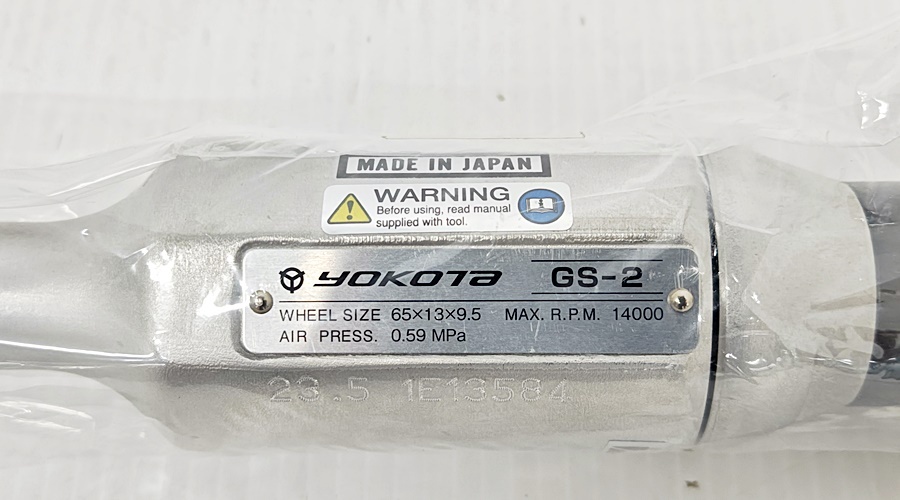 MADE IN JAPAN
WARNING
Before using, read manual
supplied with tool.
YOKOTA GS-2
WHEEL SIZE 65×13×9.5 MAX. R.P.M. 14000
AIR PRESS. 0.59 MPa
23.5 1E13584